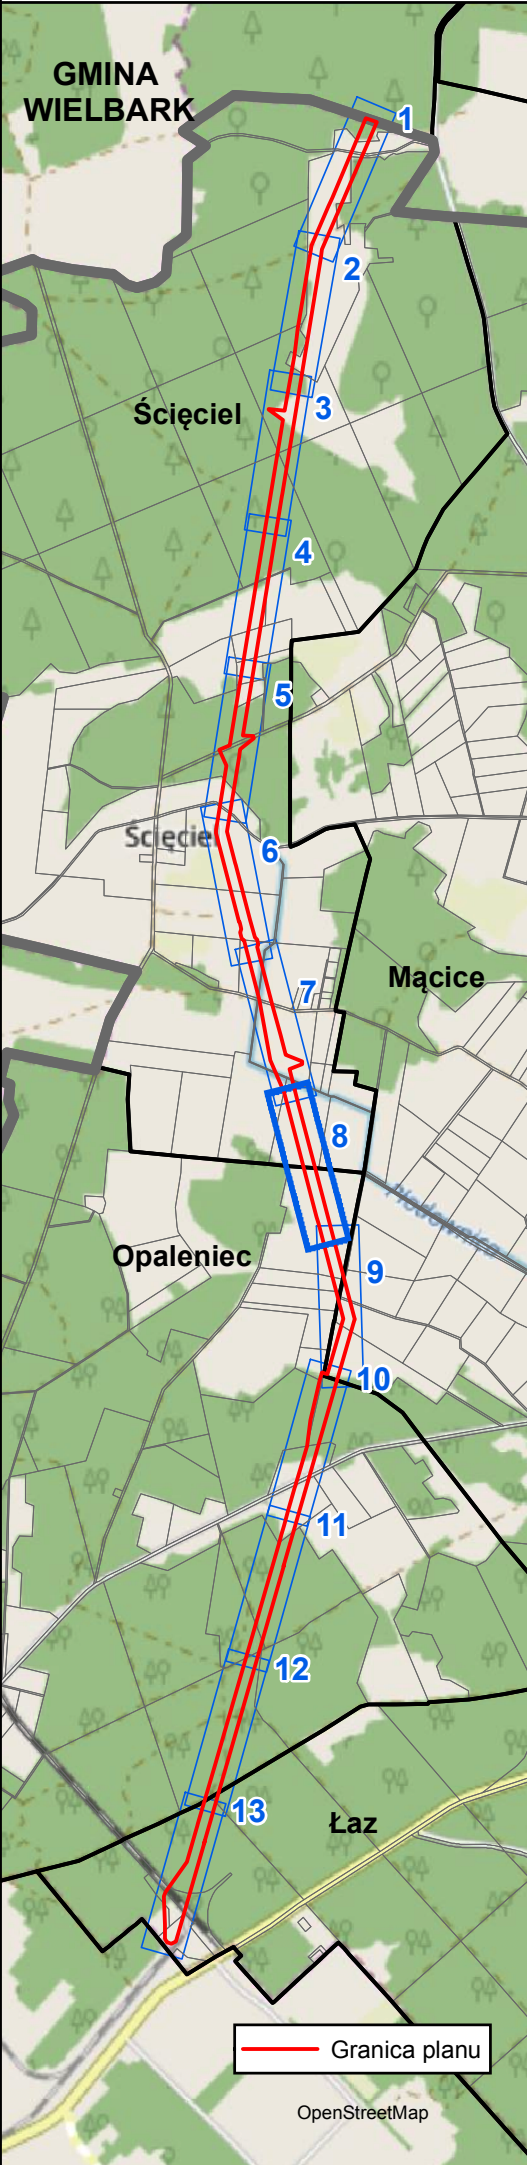 GMINA
WIELBARK
1
2
3
Ścięciel
4
5
Ścięciel
6
Mącice
7
8
Opaleniec
9
10
11
12
13
Łaz
Granica planu
OpenStreetMap